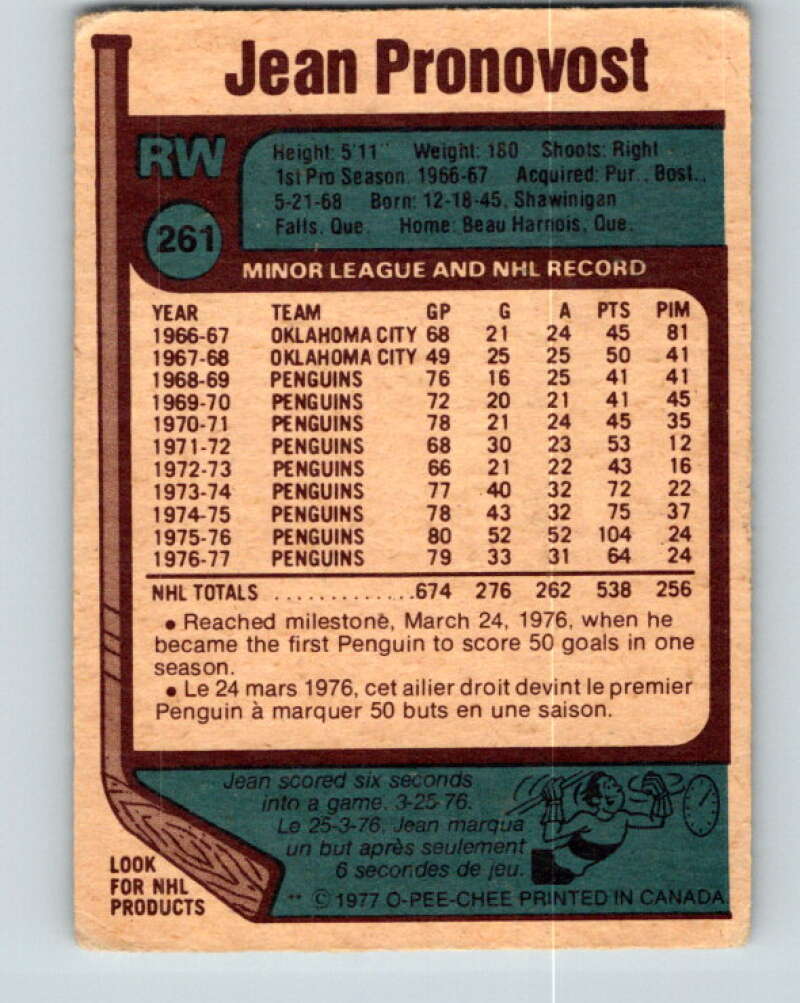 Jean Pronovost
RW
Height: 5'11" Weight: 180 Shoots: Right
1st Pro Season: 1966-67 Acquired: Pur., Bost.,
5-21-68 Born: 12-18-45, Shawinigan
Falls, Que. Home: Beau Harnois, Que.
261
MINOR LEAGUE AND NHL RECORD
YEAR TEAM GP G A PTS PIM
1966-67 OKLAHOMA CITY 68 21 24 45 81
1967-68 OKLAHOMA CITY 49 25 25 50 41
1968-69 PENGUINS 76 16 25 41 41
1969-70 PENGUINS 72 20 21 41 45
1970-71 PENGUINS 78 21 24 45 35
1971-72 PENGUINS 68 30 23 53 12
1972-73 PENGUINS 66 21 22 43 16
1973-74 PENGUINS 77 40 32 72 22
1974-75 PENGUINS 78 43 32 75 37
1975-76 PENGUINS 80 52 52 104 24
1976-77 PENGUINS 79 33 31 64 24
NHL TOTALS .............. 674 276 262 538 256
• Reached milestone, March 24, 1976, when he
became the first Penguin to score 50 goals in one
season.
• Le 24 mars 1976, cet ailier droit devint le premier
Penguin à marquer 50 buts en une saison.
Jean scored six seconds
into a game, 3-25-76.
Le 25-3-76, Jean marqua
un but après seulement
6 secondes de jeu.
LOOK
FOR NHL
PRODUCTS
** © 1977 O-PEE-CHEE PRINTED IN CANADA